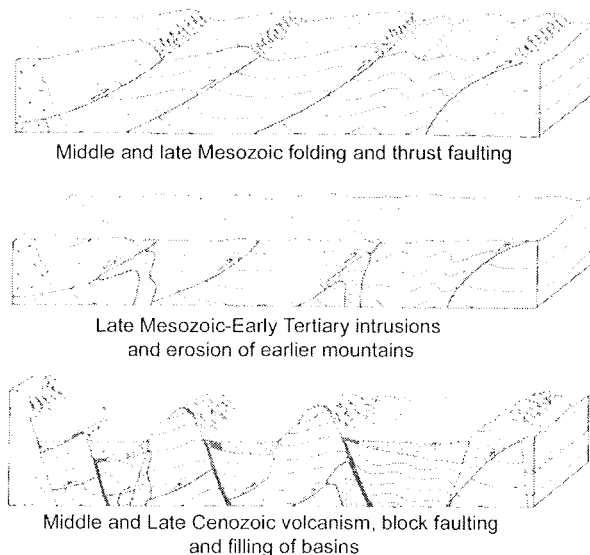 Middle and late Mesozoic folding and thrust faulting
Late Mesozoic-Early Tertiary intrusions
and erosion of earlier mountains
Middle and Late Cenozoic volcanism, block faulting
and filling of basins